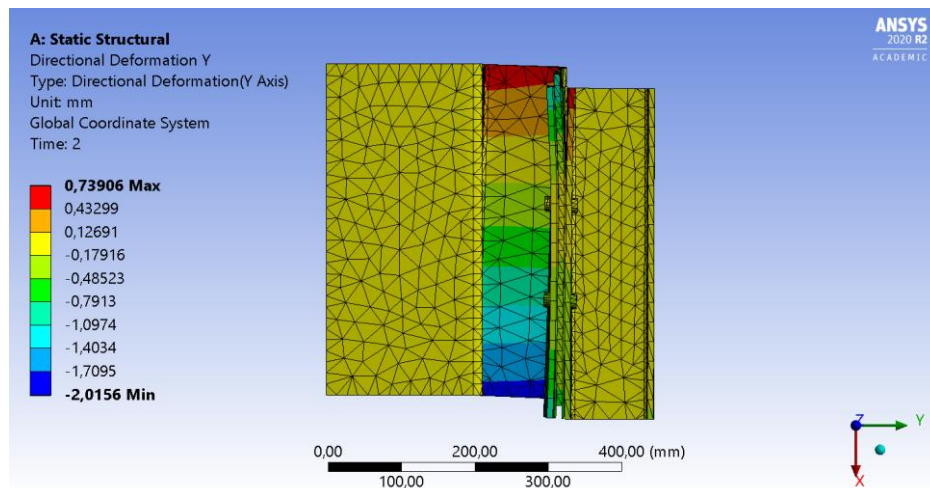 A: Static Structural
Directional Deformation Y
Type: Directional Deformation(Y Axis)
Unit: mm
Global Coordinate System
Time: 2
0,73906 Max
0,43299
0,12691
-0,17916
-0,48523
-0,7913
-1,0974
-1,4034
-1,7095
-2,0156 Min
ANSYS
2020 R2
ACADEMIC
0,00 200,00 400,00 (mm)
100,00 300,00
Z Y
X